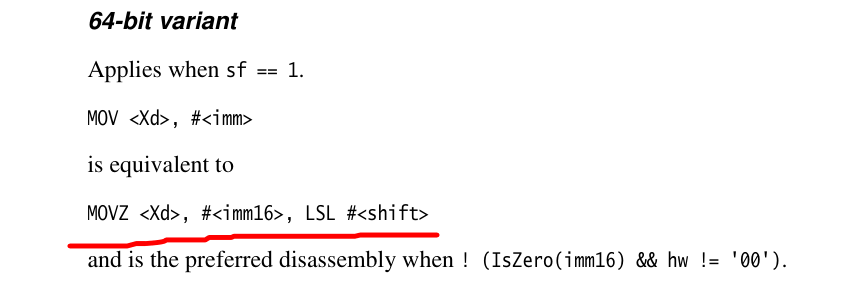 64-bit variant
Applies when sf == 1.
MOV <Xd>, #<imm>
is equivalent to
MOVZ <Xd>, #<imm16>, LSL #<shift>
and is the preferred disassembly when ! (IsZero(imm16) && hw != '00').